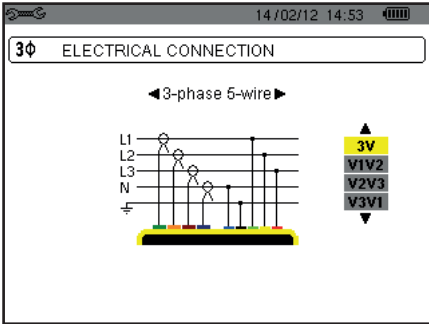 14/02/12 14:53
3ϕ ELECTRICAL CONNECTION
◄3-phase 5-wire►
L1
L2
L3
N
3V
V1V2
V2V3
V3V1